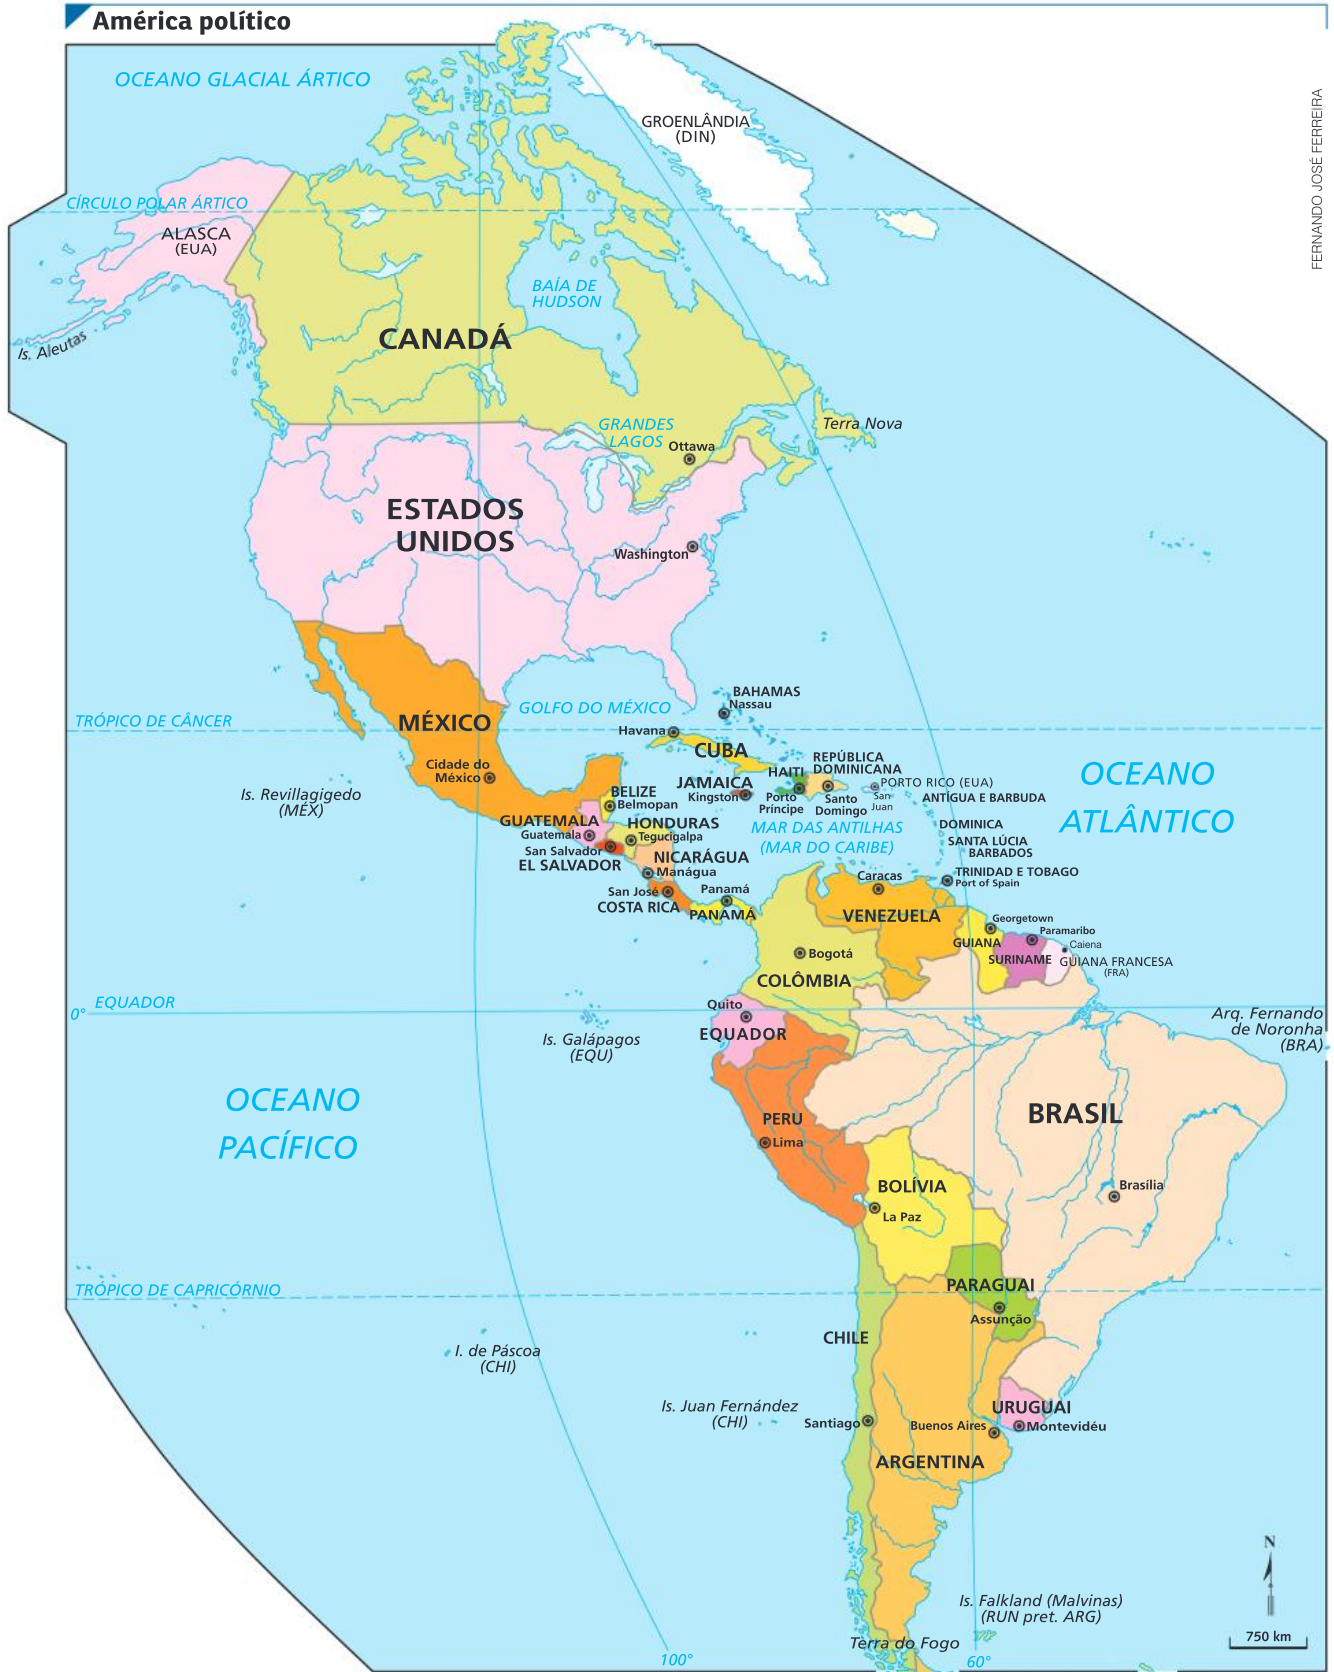 América político
FERNANDO JOSÉ FERREIRA
OCEANO GLACIAL ÁRTICO
GROENLÂNDIA
(DIN)
CÍRCULO POLAR ÁRTICO
ALASCA
(EUA)
BAÍA DE
HUDSON
Is. Aleutas
CANADÁ
GRANDES
LAGOS
Terra Nova
Ottawa
ESTADOS
UNIDOS
Washington
BAHAMAS
Nassau
GOLFO DO MÉXICO
TRÓPICO DE CÂNCER
MÉXICO
Havana
CUBA
Cidade do
México
REPÚBLICA
DOMINICANA
HAITI
JAMAICA
Kingston
Porto
Príncipe
Santo
Domingo
PORTO RICO (EUA)
San
Juan
ANTÍGUA E BARBUDA
OCEANO
ATLÂNTICO
Is. Revillagigedo
(MÉX)
BELIZE
Belmopan
GUATEMALA
Guatemala
HONDURAS
Tegucigalpa
MAR DAS ANTILHAS
(MAR DO CARIBE)
DOMINICA
SANTA LÚCIA
BARBADOS
San Salvador
EL SALVADOR
NICARÁGUA
Manágua
TRINIDAD E TOBAGO
Port of Spain
San José
COSTA RICA
Panamá
PANAMÁ
Caracas
VENEZUELA
Georgetown
GUIANA
Paramaribo
SURINAME
Caiena
GUIANA FRANCESA
(FRA)
Bogotá
COLÔMBIA
0°
EQUADOR
Quito
EQUADOR
Arq. Fernando
de Noronha
(BRA)
Is. Galápagos
(EQU)
OCEANO
PACÍFICO
PERU
Lima
BRASIL
Brasília
BOLÍVIA
La Paz
TRÓPICO DE CAPRICÓRNIO
PARAGUAI
Assunção
CHILE
I. de Páscoa
(CHI)
Is. Juan Fernández
(CHI)
Santiago
Buenos Aires
URUGUAI
Montevidéu
ARGENTINA
N
Is. Falkland (Malvinas)
(RUN pret. ARG)
750 km
Terra do Fogo
100°
60°